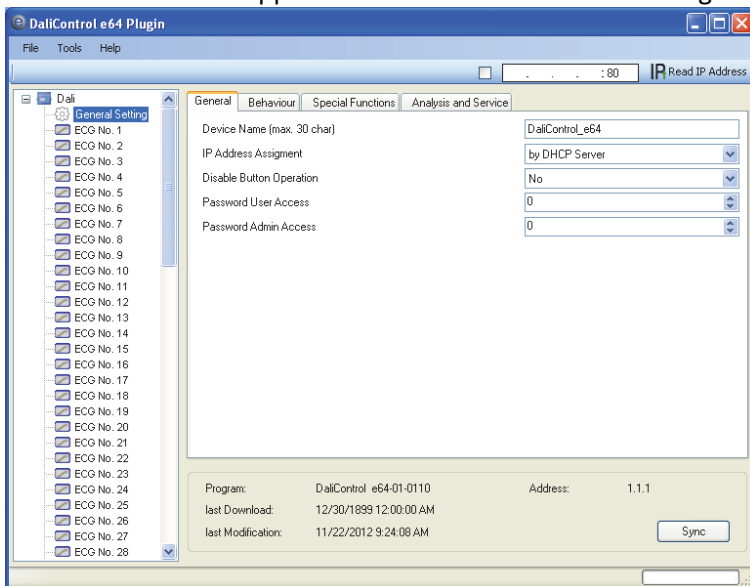 DaliControl e64 Plugin
File Tools Help
. . . :80 Read IP Address
Dali
General Setting
ECG No. 1
ECG No. 2
ECG No. 3
ECG No. 4
ECG No. 5
ECG No. 6
ECG No. 7
ECG No. 8
ECG No. 9
ECG No. 10
ECG No. 11
ECG No. 12
ECG No. 13
ECG No. 14
ECG No. 15
ECG No. 16
ECG No. 17
ECG No. 18
ECG No. 19
ECG No. 20
ECG No. 21
ECG No. 22
ECG No. 23
ECG No. 24
ECG No. 25
ECG No. 26
ECG No. 27
ECG No. 28
General Behaviour Special Functions Analysis and Service
Device Name (max. 30 char) DaliControl_e64
IP Address Assigment by DHCP Server
Disable Button Operation No
Password User Access 0
Password Admin Access 0
Program: DaliControl e64-01-0110 Address: 1.1.1
last Download: 12/30/1899 12:00:00 AM
last Modification: 11/22/2012 9:24:08 AM Sync